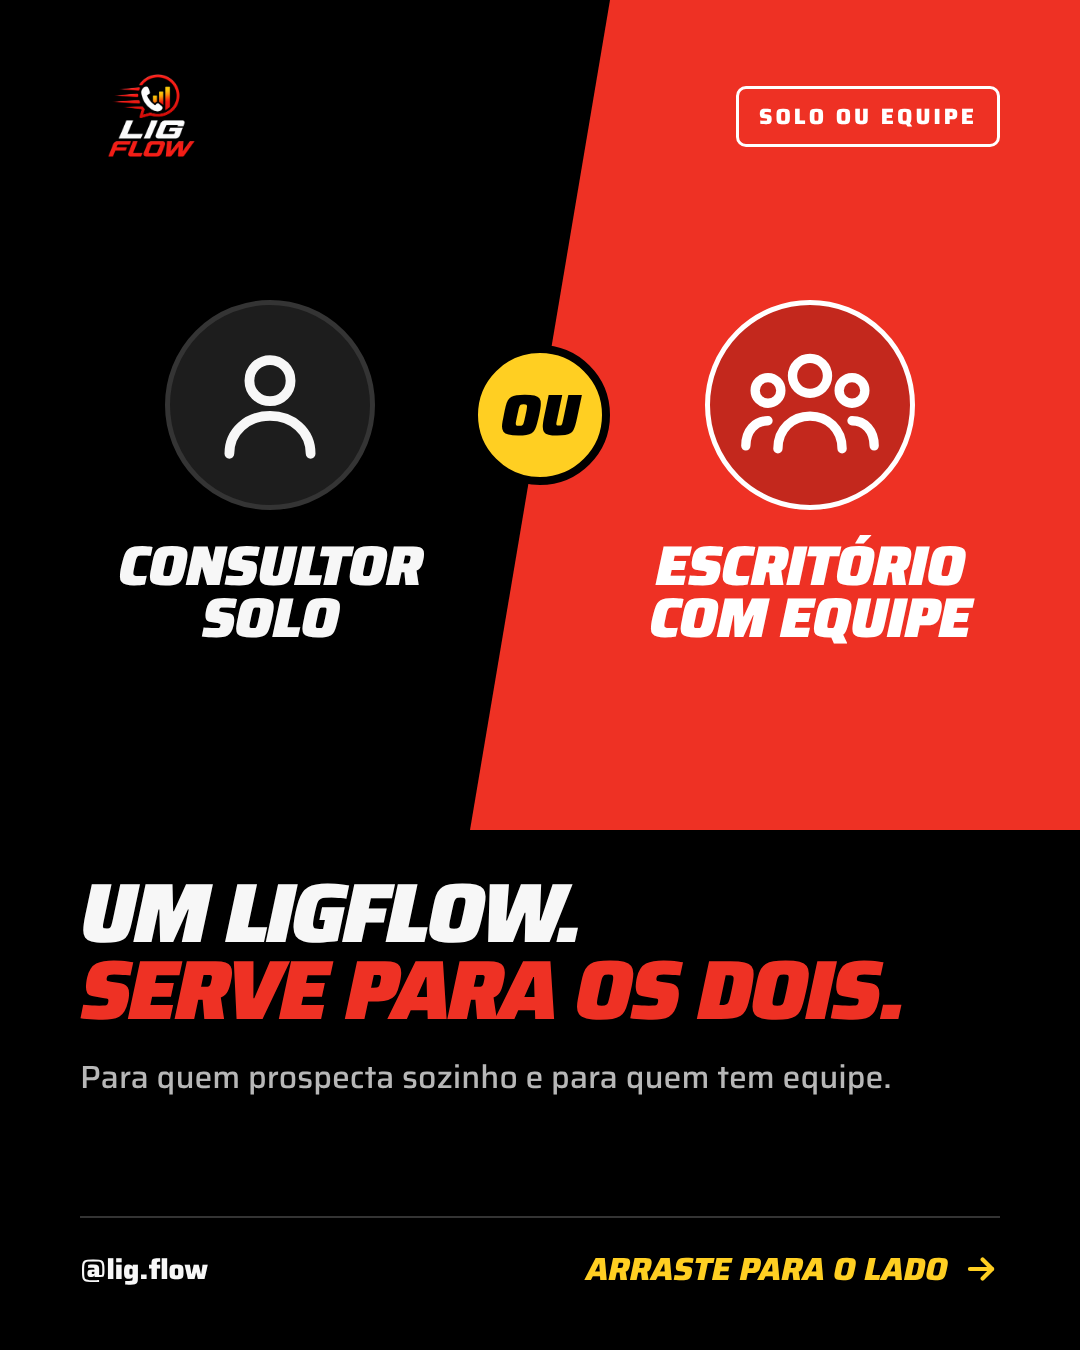 LIG
FLOW
SOLO OU EQUIPE
OU
CONSULTOR
SOLO
ESCRITÓRIO
COM EQUIPE
UM LIGFLOW.
SERVE PARA OS DOIS.
Para quem prospecta sozinho e para quem tem equipe.
@lig.flow
ARRASTE PARA O LADO →